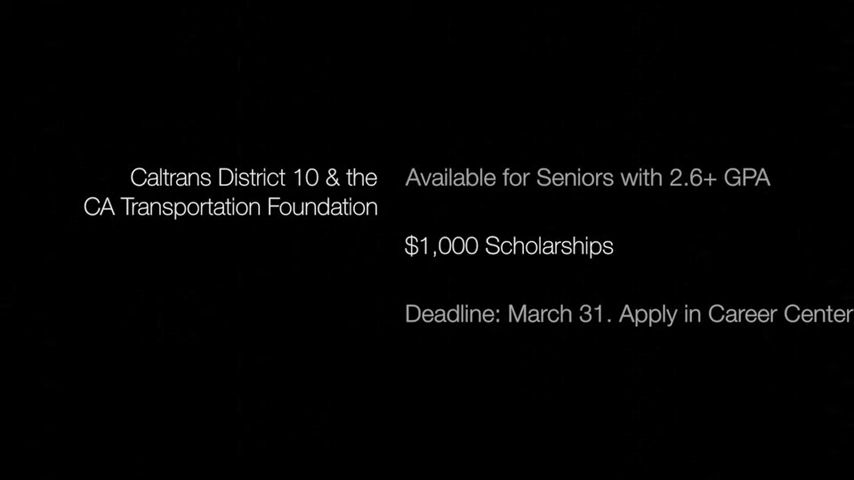 Caltrans District 10 & the
CA Transportation Foundation
Available for Seniors with 2.6+ GPA
$1,000 Scholarships
Deadline: March 31. Apply in Career Center